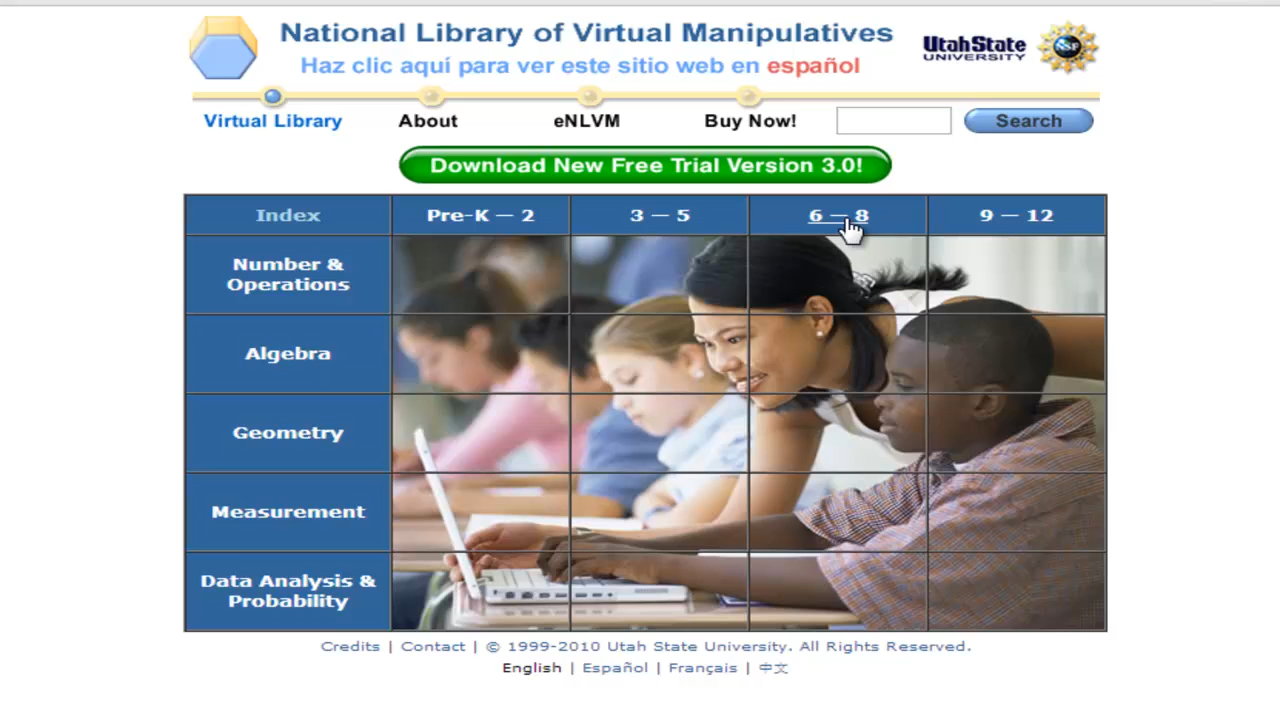 National Library of Virtual Manipulatives
Haz clic aquí para ver este sitio web en español
UtahState
UNIVERSITY
NSF
Virtual Library
About
eNLVM
Buy Now!
Search
Download New Free Trial Version 3.0!
Index
Pre-K — 2
3 — 5
6 — 8
9 — 12
Number &
Operations
Algebra
Geometry
Measurement
Data Analysis &
Probability
Credits | Contact | © 1999-2010 Utah State University. All Rights Reserved.
English | Español | Français | 中文